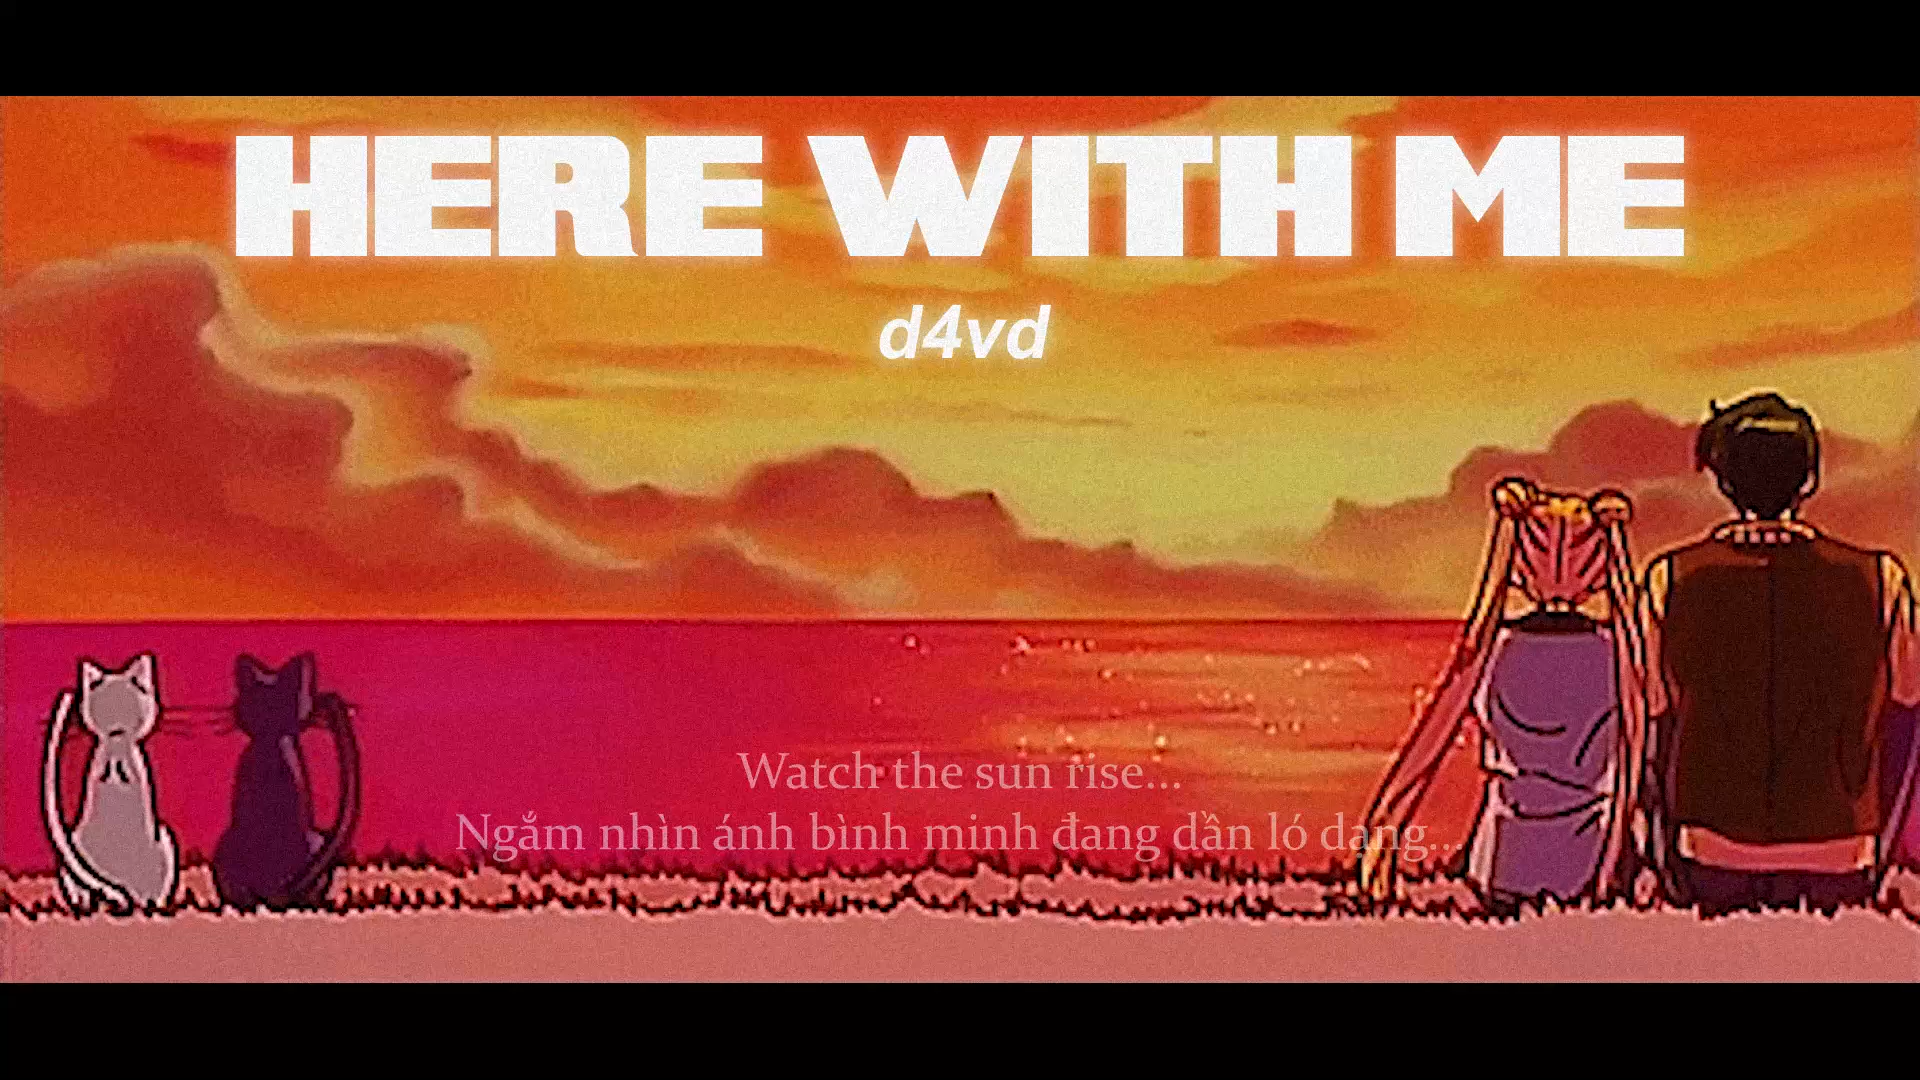 HERE WITH ME
d4vd
Watch the sun rise...
Ngắm nhìn ánh bình minh đang dần ló dạng...